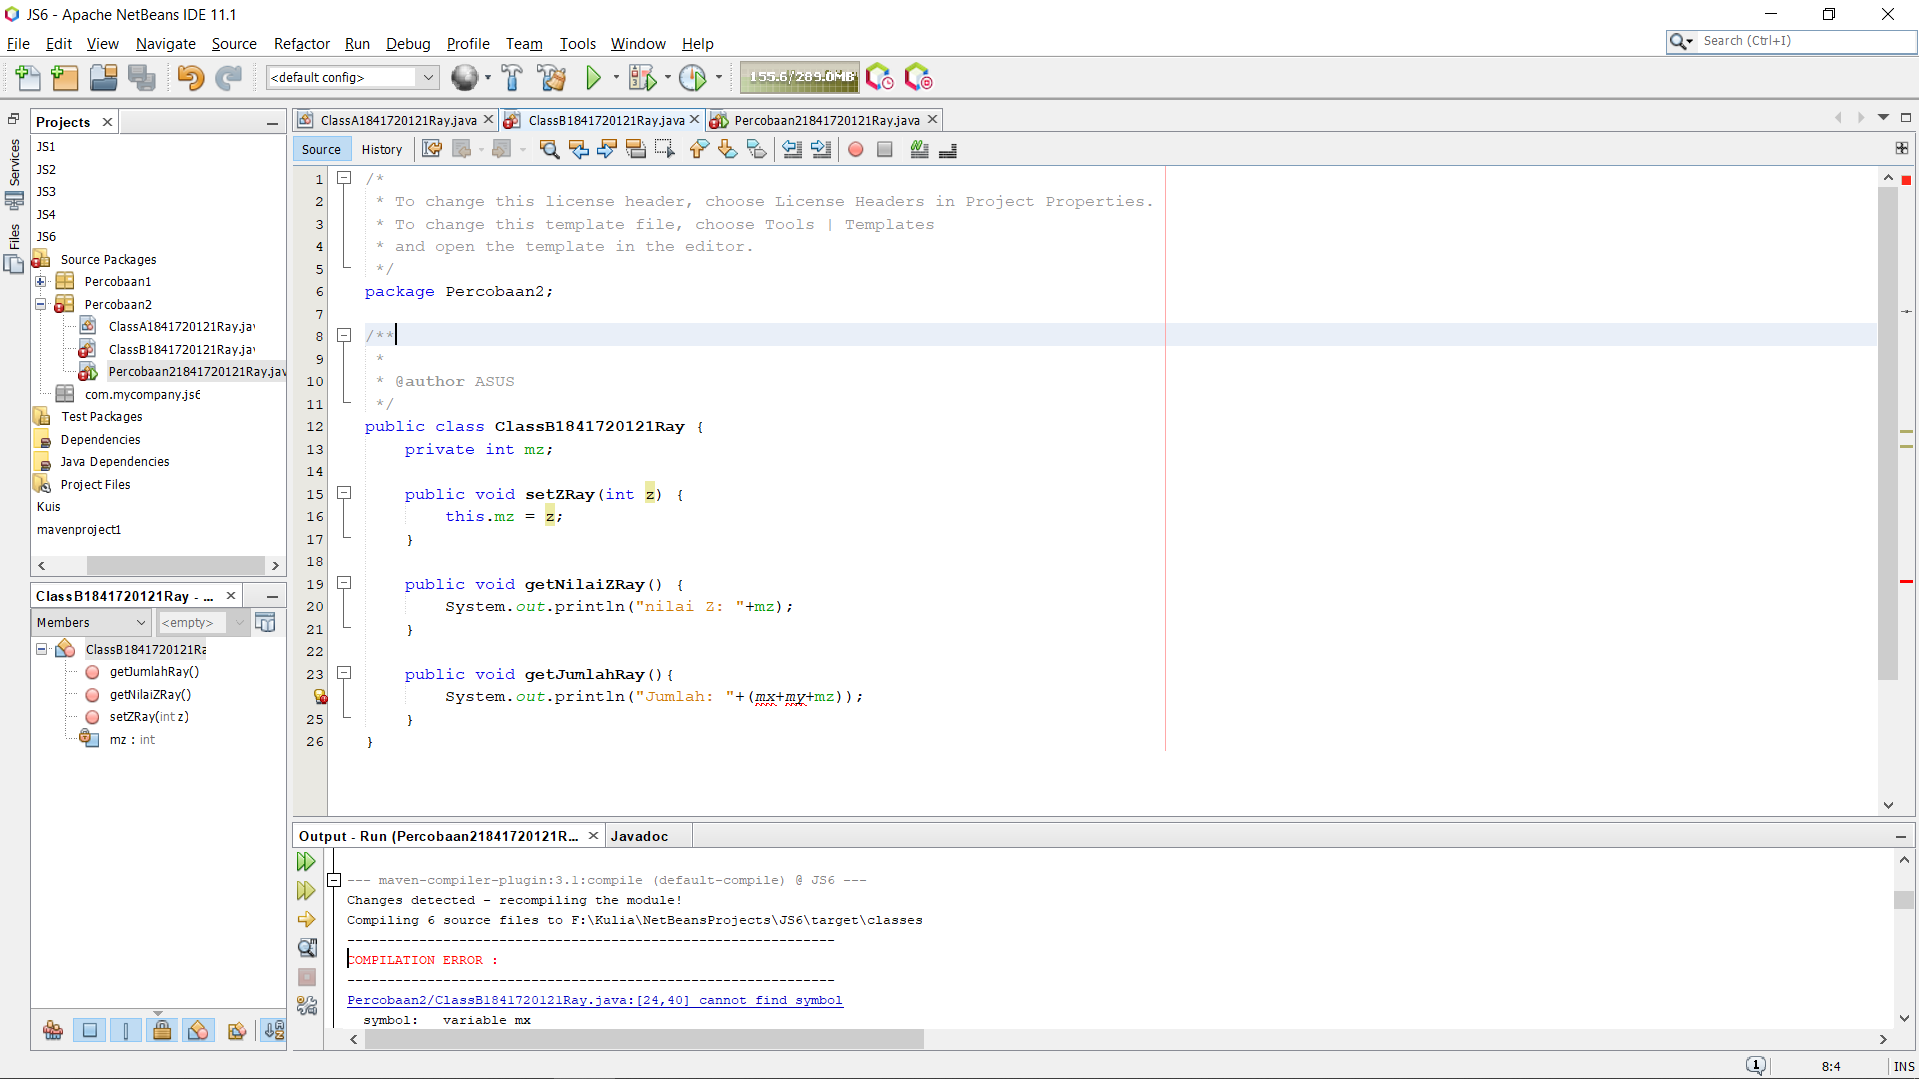 JS6 - Apache NetBeans IDE 11.1
File Edit View Navigate Source Refactor Run Debug Profile Team Tools Window Help
Search (Ctrl+I)
<default config>
155.6/289.0MB
Projects
Services
Files
JS1
JS2
JS3
JS4
JS6
Source Packages
Percobaan1
Percobaan2
ClassA1841720121Ray.jav
ClassB1841720121Ray.jav
Percobaan21841720121Ray.jav
com.mycompany.js6
Test Packages
Dependencies
Java Dependencies
Project Files
Kuis
mavenproject1
ClassB1841720121Ray - ...
Members
<empty>
ClassB1841720121Ra
getJumlahRay()
getNilaiZRay()
setZRay(int z)
mz : int
ClassA1841720121Ray.java ClassB1841720121Ray.java Percobaan21841720121Ray.java
Source History
1 /*
2 * To change this license header, choose License Headers in Project Properties.
3 * To change this template file, choose Tools | Templates
4 * and open the template in the editor.
5 */
6 package Percobaan2;
7
8 /**
9 *
10 * @author ASUS
11 */
12 public class ClassB1841720121Ray {
13 private int mz;
14
15 public void setZRay(int z) {
16 this.mz = z;
17 }
18
19 public void getNilaiZRay() {
20 System.out.println("nilai Z: "+mz);
21 }
22
23 public void getJumlahRay(){
System.out.println("Jumlah: "+(mx+my+mz));
25 }
26 }
Output - Run (Percobaan21841720121R... Javadoc
--- maven-compiler-plugin:3.1:compile (default-compile) @ JS6 ---
Changes detected - recompiling the module!
Compiling 6 source files to F:\Kulia\NetBeansProjects\JS6\target\classes
-------------------------------------------------------------
COMPILATION ERROR :
-------------------------------------------------------------
Percobaan2/ClassB1841720121Ray.java:[24,40] cannot find symbol
symbol: variable mx
1
8:4
INS